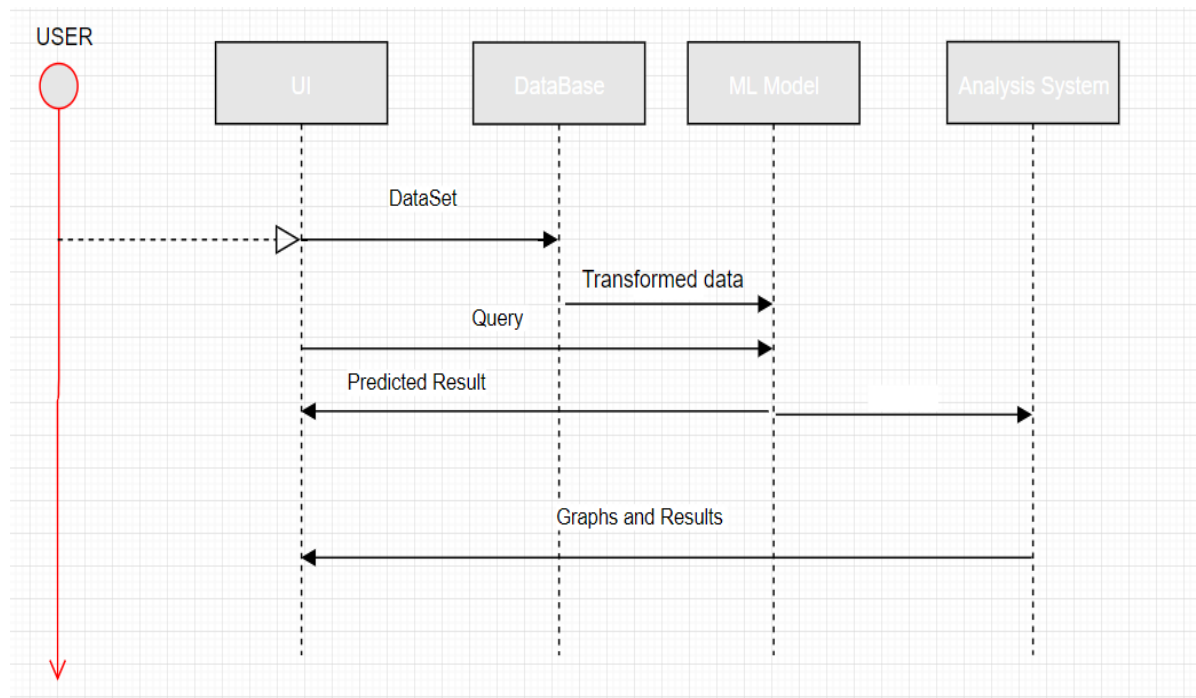 USER
UI
DataBase
ML Model
Analysis System
DataSet
Transformed data
Query
Predicted Result
Graphs and Results